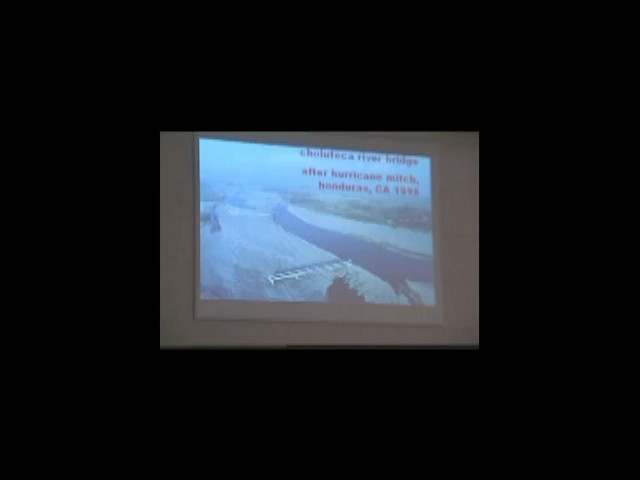 choluteca river bridge
after hurricane mitch,
honduras, CA 1998